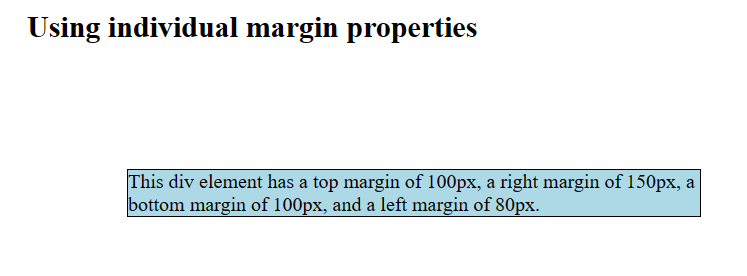 Using individual margin properties
This div element has a top margin of 100px, a right margin of 150px, a
bottom margin of 100px, and a left margin of 80px.